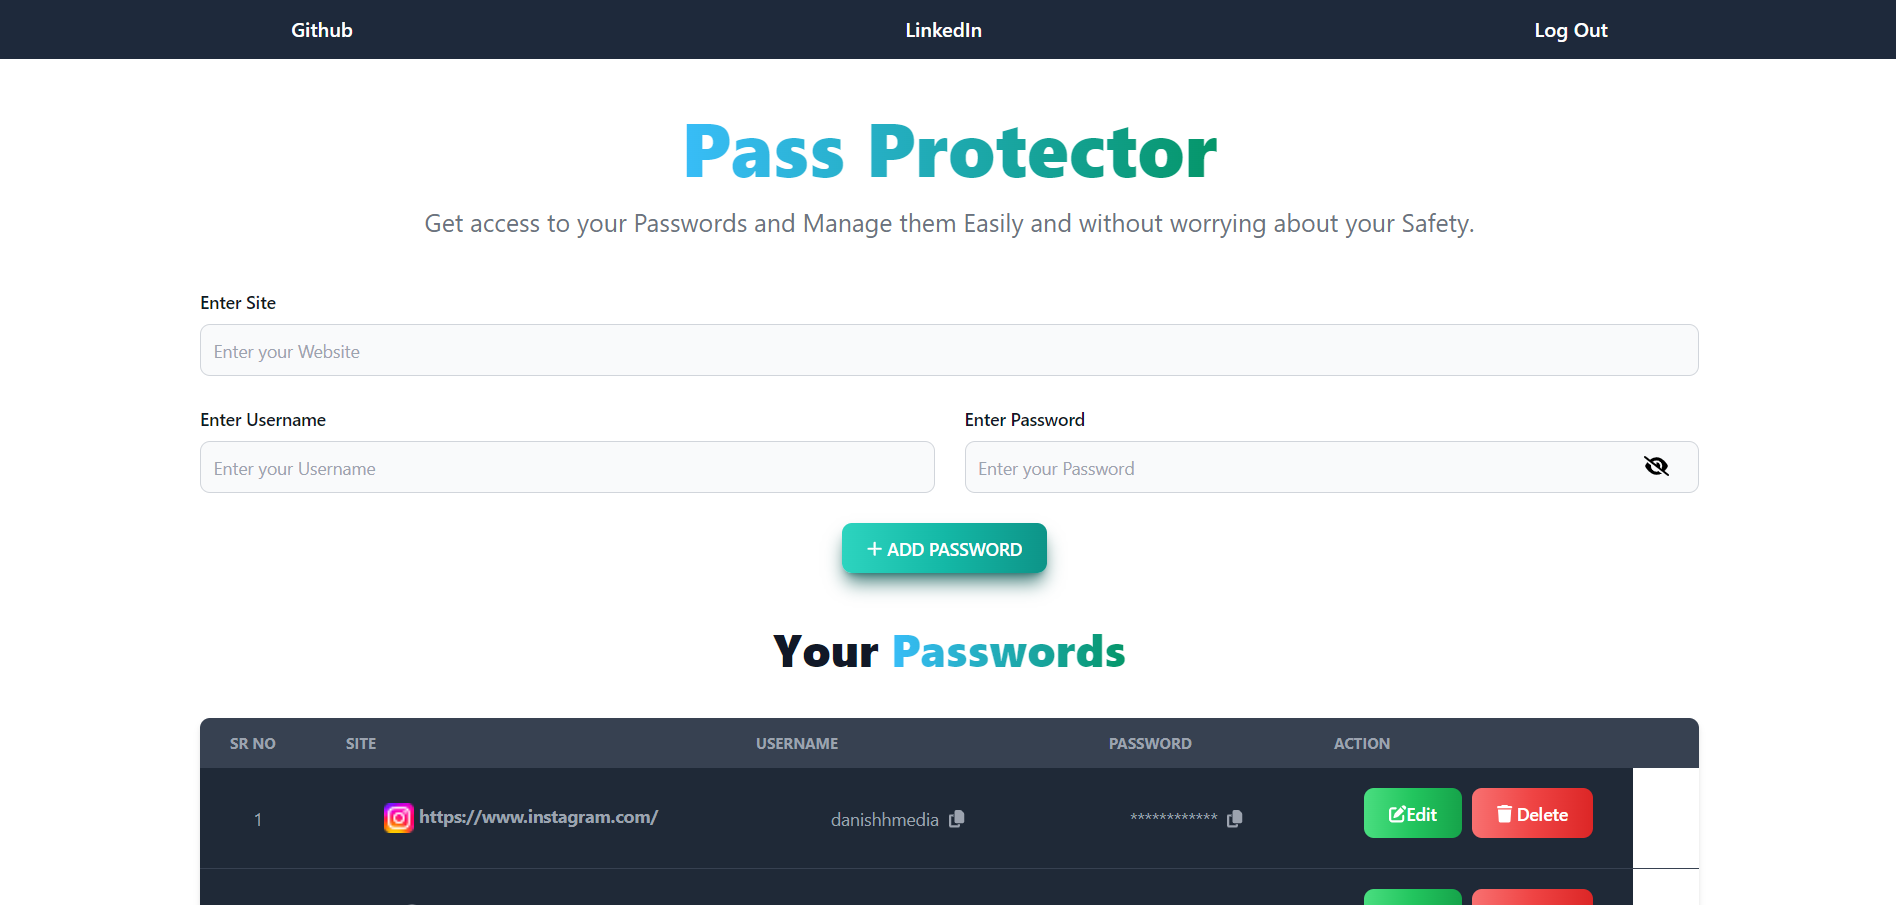 Github LinkedIn Log Out
Pass Protector
Get access to your Passwords and Manage them Easily and without worrying about your Safety.
Enter Site
Enter your Website
Enter Username Enter Password
Enter your Username Enter your Password
+ ADD PASSWORD
Your Passwords
SR NO SITE USERNAME PASSWORD ACTION
1 https://www.instagram.com/ danishhmedia ************ Edit Delete